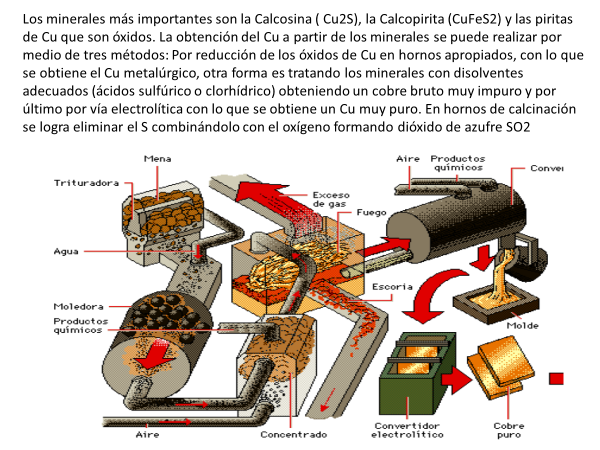 Los minerales más importantes son la Calcosina ( Cu2S), la Calcopirita (CuFeS2) y las piritas
de Cu que son óxidos. La obtención del Cu a partir de los minerales se puede realizar por
medio de tres métodos: Por reducción de los óxidos de Cu en hornos apropiados, con lo que
se obtiene el Cu metalúrgico, otra forma es tratando los minerales con disolventes
adecuados (ácidos sulfúrico o clorhídrico) obteniendo un cobre bruto muy impuro y por
último por vía electrolítica con lo que se obtiene un Cu muy puro. En hornos de calcinación
se logra eliminar el S combinándolo con el oxígeno formando dióxido de azufre SO2
Mena
Aire
Productos
químicos
Conver
Trituradora
Exceso
de gas
Fuego
Agua
Escoria
Moledora
Productos
químicos
Molde
Aire
Concentrado
Convertidor
electrolítico
Cobre
puro